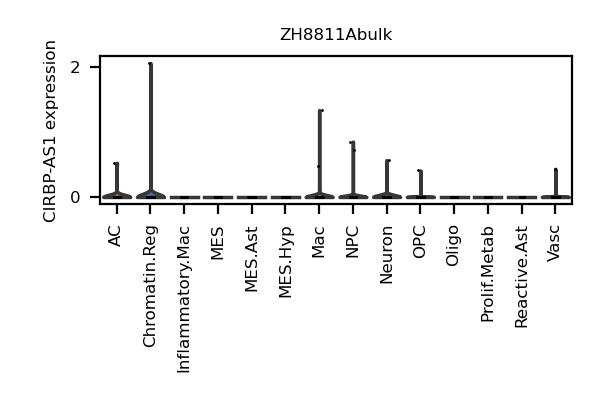 ZH8811Abulk
CIRBP-AS1 expression
2
0
AC
Chromatin.Reg
Inflammatory.Mac
MES
MES.Ast
MES.Hyp
Mac
NPC
Neuron
OPC
Oligo
Prolif.Metab
Reactive.Ast
Vasc